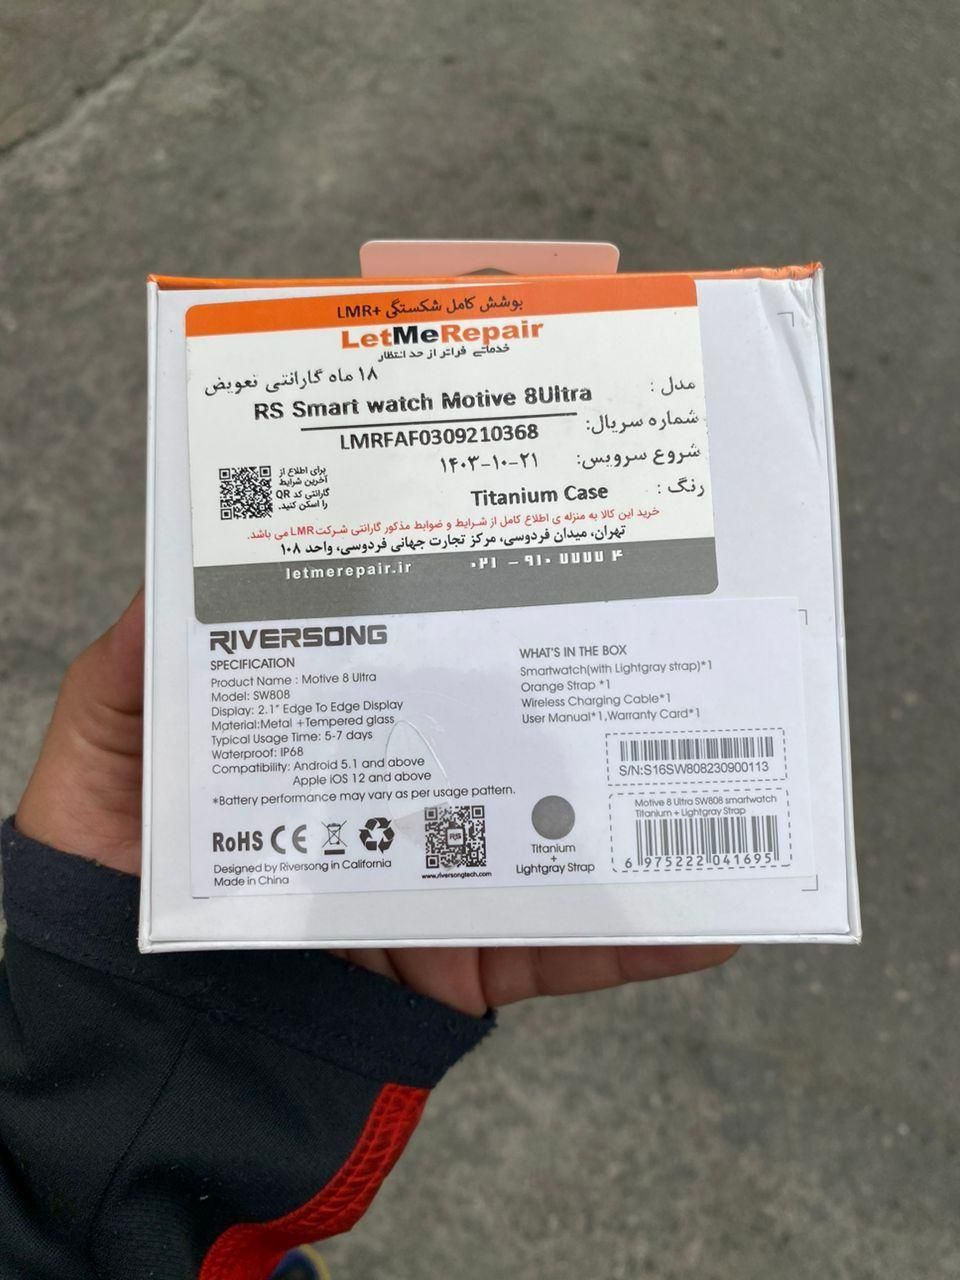 پوشش کامل شکستگی +LMR
LetMeRepair
خدماتی فراتر از حد انتظار
۱۸ ماه گارانتی تعویض
مدل :
RS Smart watch Motive 8Ultra
شماره سریال:
LMRFAF0309210368
شروع سرویس:
۱۴۰۳-۱۰-۲۱
رنگ :
Titanium Case
برای اطلاع از
آخرین شرایط
گارانتی کد QR
را اسکن کنید.
خرید این کالا به منزله ی اطلاع کامل از شرایط و ضوابط مذکور گارانتی شرکت LMR می باشد.
تهران، میدان فردوسی، مرکز تجارت جهانی فردوسی، واحد ۱۰۸
letmerepair.ir
۰۲۱ - ۹۱۰ ۷۷۷۷ ۴
RIVERSONG
SPECIFICATION
Product Name : Motive 8 Ultra
Model: SW808
Display: 2.1" Edge To Edge Display
Material:Metal +Tempered glass
Typical Usage Time: 5-7 days
Waterproof: IP68
Compatibility: Android 5.1 and above
Apple iOS 12 and above
*Battery performance may vary as per usage pattern.
RoHS CE
Designed by Riversong in California
Made in China
RS
www.riversongtech.com
WHAT'S IN THE BOX
Smartwatch(with Lightgray strap)*1
Orange Strap *1
Wireless Charging Cable*1
User Manual*1,Warranty Card*1
S/N:S16SW808230900113
Titanium
+
Lightgray Strap
Motive 8 Ultra SW808 smartwatch
Titanium + Lightgray Strap
6 975222 041695